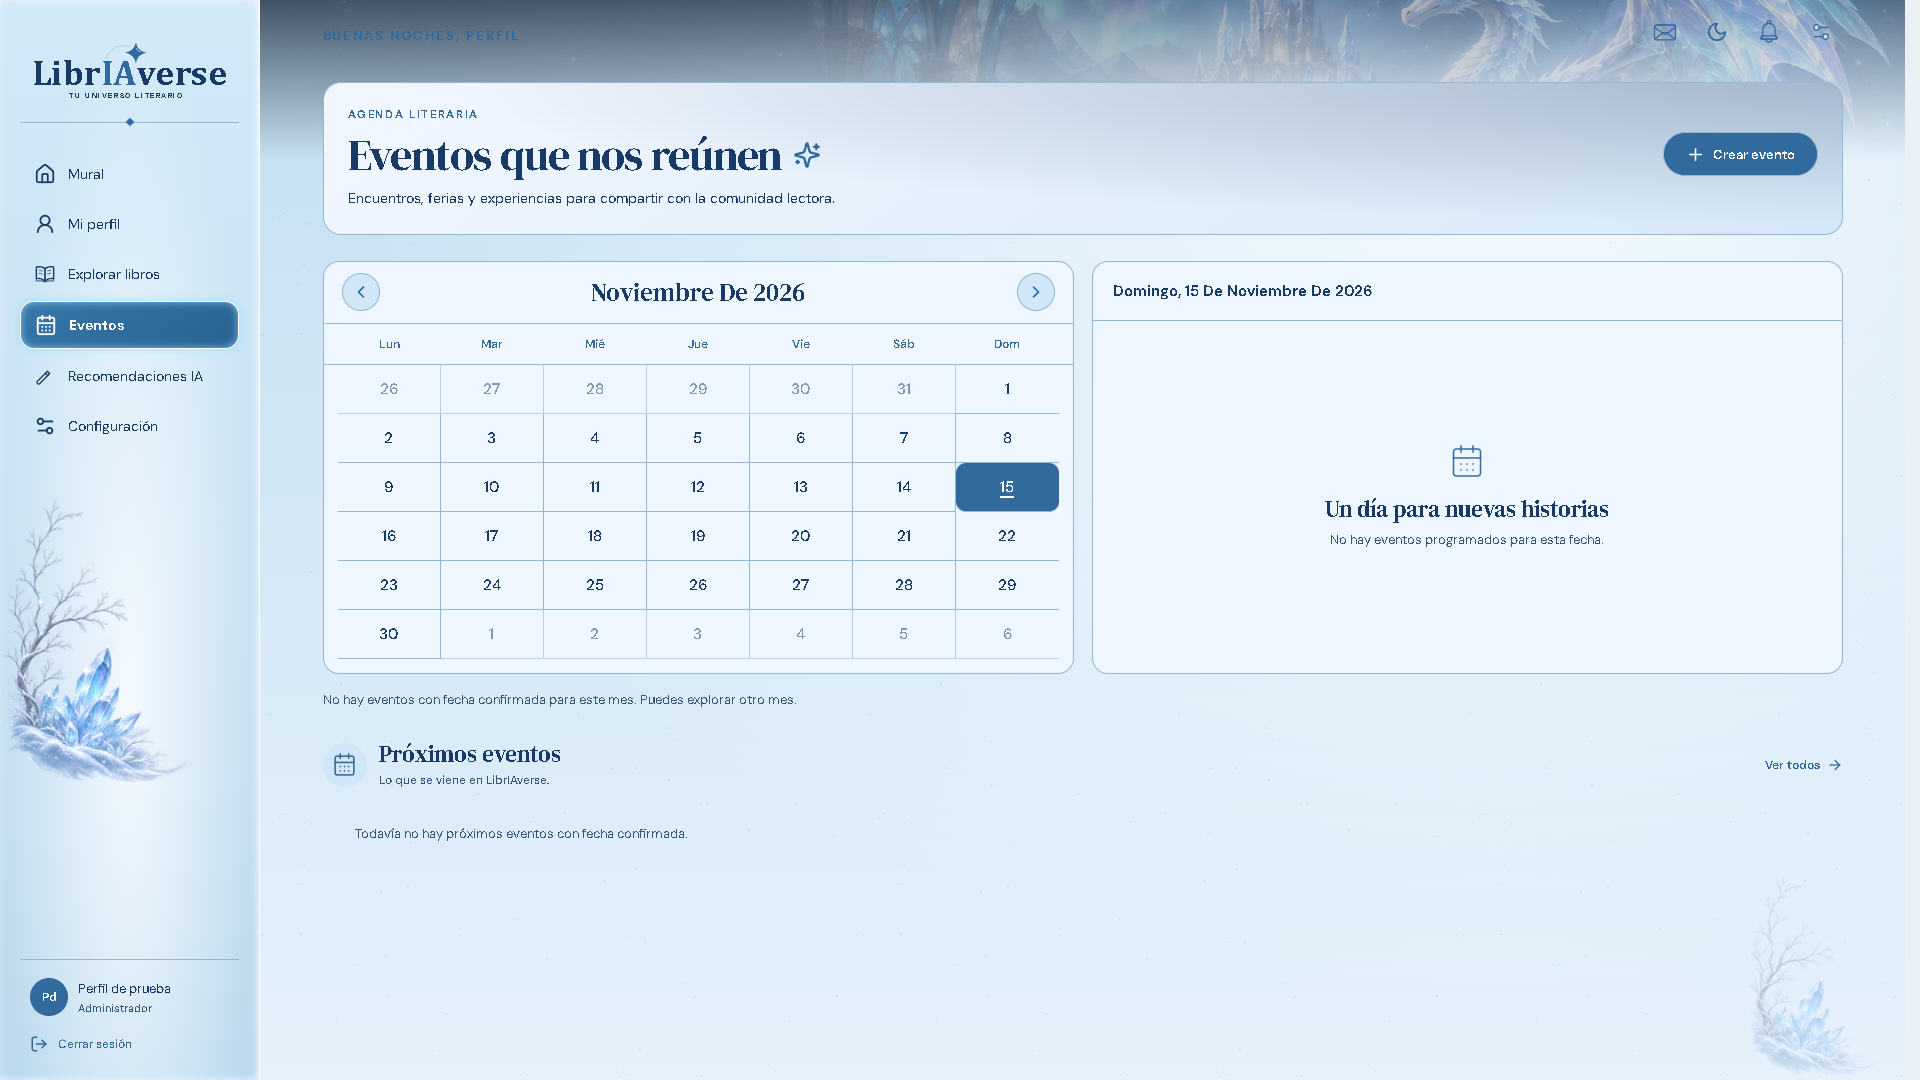 LibrIAverse
TU UNIVERSO LITERARIO
Mural
Mi perfil
Explorar libros
Eventos
Recomendaciones IA
Configuración
Pd
Perfil de prueba
Administrador
Cerrar sesión
BUENAS NOCHES, PERFIL
AGENDA LITERARIA
Eventos que nos reúnen
Encuentros, ferias y experiencias para compartir con la comunidad lectora.
Crear evento
Noviembre De 2026
Lun Mar Mié Jue Vie Sáb Dom
26 27 28 29 30 31 1
2 3 4 5 6 7 8
9 10 11 12 13 14 15
16 17 18 19 20 21 22
23 24 25 26 27 28 29
30 1 2 3 4 5 6
Domingo, 15 De Noviembre De 2026
Un día para nuevas historias
No hay eventos programados para esta fecha.
No hay eventos con fecha confirmada para este mes. Puedes explorar otro mes.
Próximos eventos
Lo que se viene en LibrIAverse.
Ver todos
Todavía no hay próximos eventos con fecha confirmada.